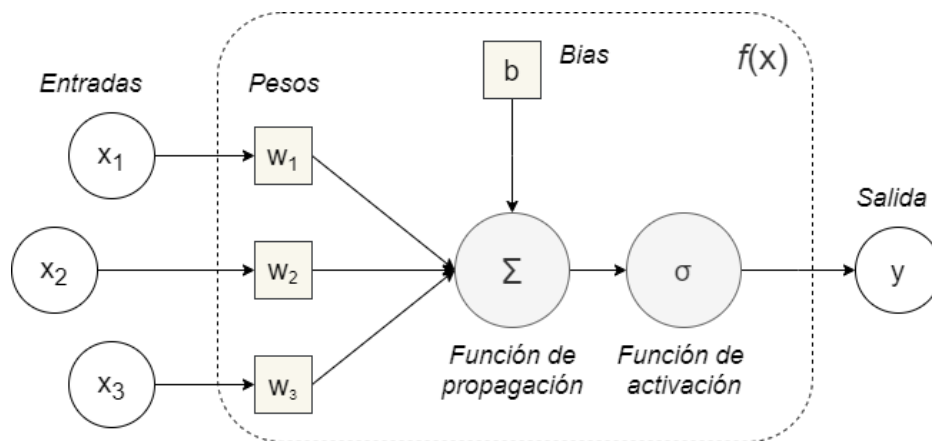 Bias
f(x)
b
Entradas
Pesos
x₁
w₁
Salida
x₂
w₂
Σ
σ
y
Función de
propagación
Función de
activación
x₃
w₃